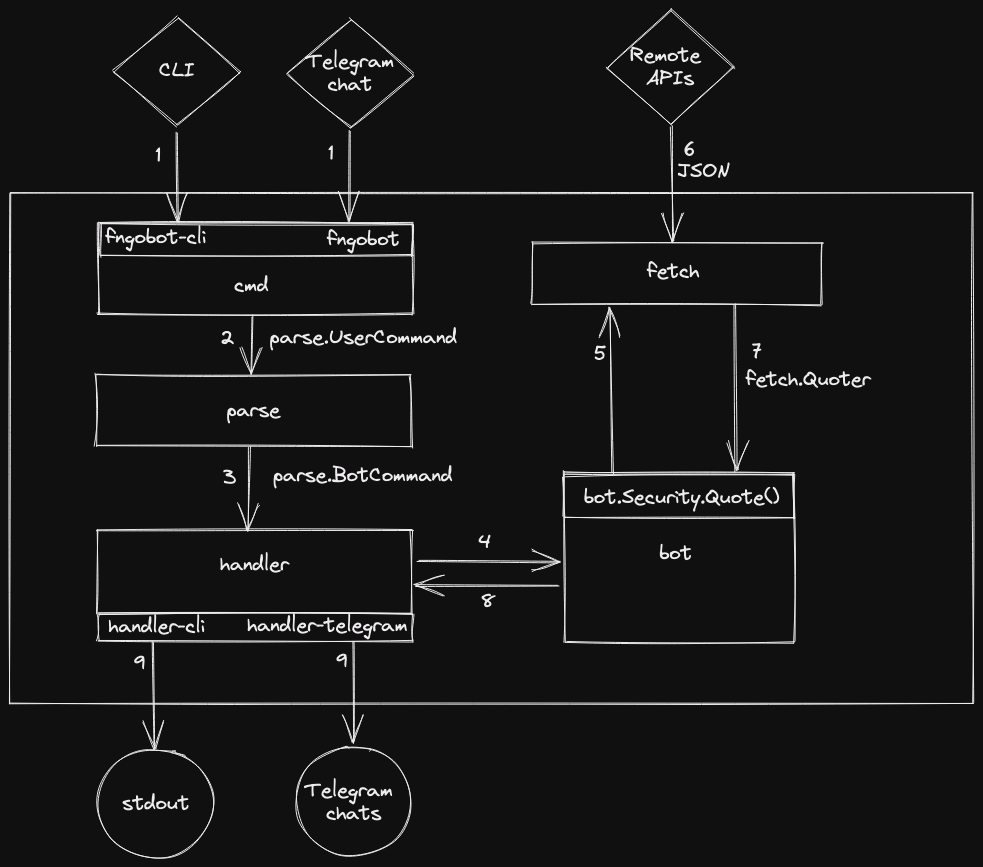 CLI
Telegram
chat
Remote
APIs
1
1
6
JSON
fngobot-cli
fngobot
cmd
fetch
2
parse.UserCommand
5
7
fetch.Quoter
parse
3
parse.BotCommand
bot.Security.Quote()
handler
4
bot
8
handler-cli
handler-telegram
9
9
stdout
Telegram
chats